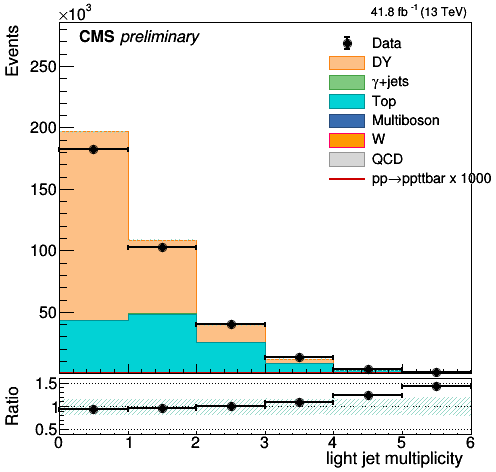 ×10³
41.8 fb⁻¹ (13 TeV)
Events
CMS preliminary
Data
DY
γ+jets
Top
Multiboson
W
QCD
pp→ppttbar x 1000
250
200
150
100
50
Ratio
1.5
1
0.5
0 1 2 3 4 5 6
light jet multiplicity